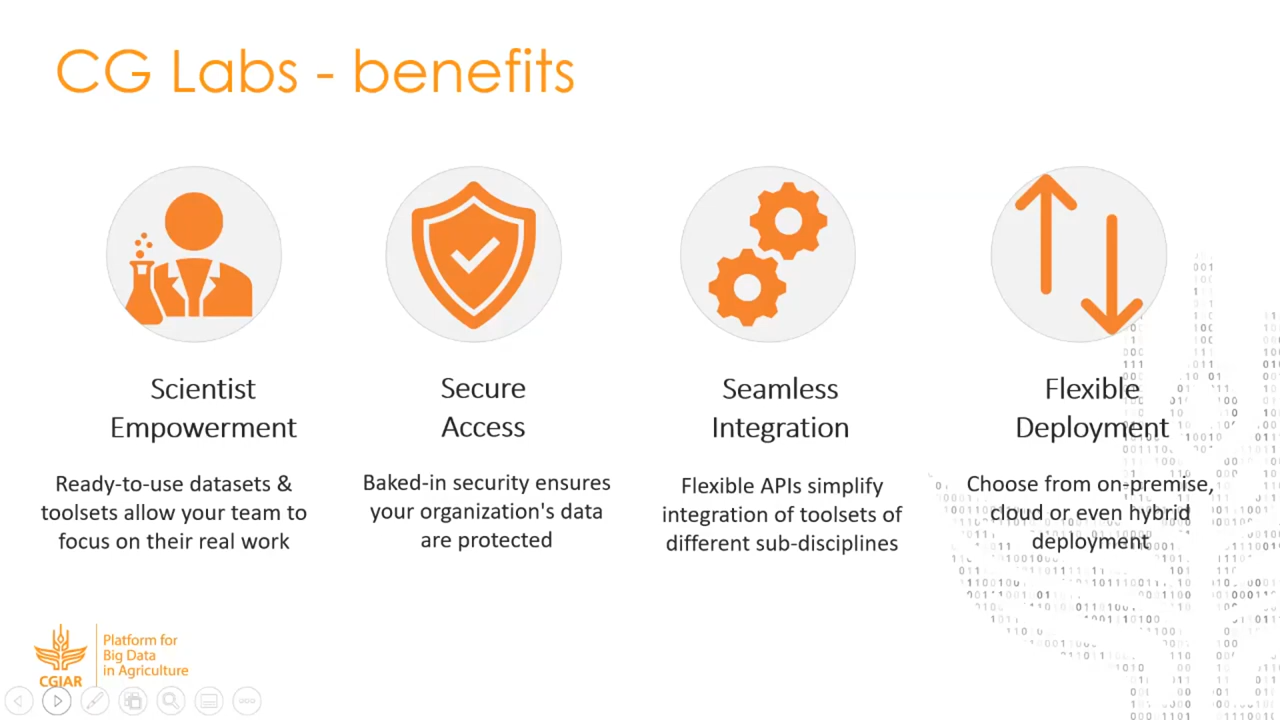 CG Labs - benefits
Scientist
Empowerment
Ready-to-use datasets &
toolsets allow your team to
focus on their real work
Secure
Access
Baked-in security ensures
your organization's data
are protected
Seamless
Integration
Flexible APIs simplify
integration of toolsets of
different sub-disciplines
Flexible
Deployment
Choose from on-premise,
cloud or even hybrid
deployment
CGIAR
Platform for
Big Data
in Agriculture